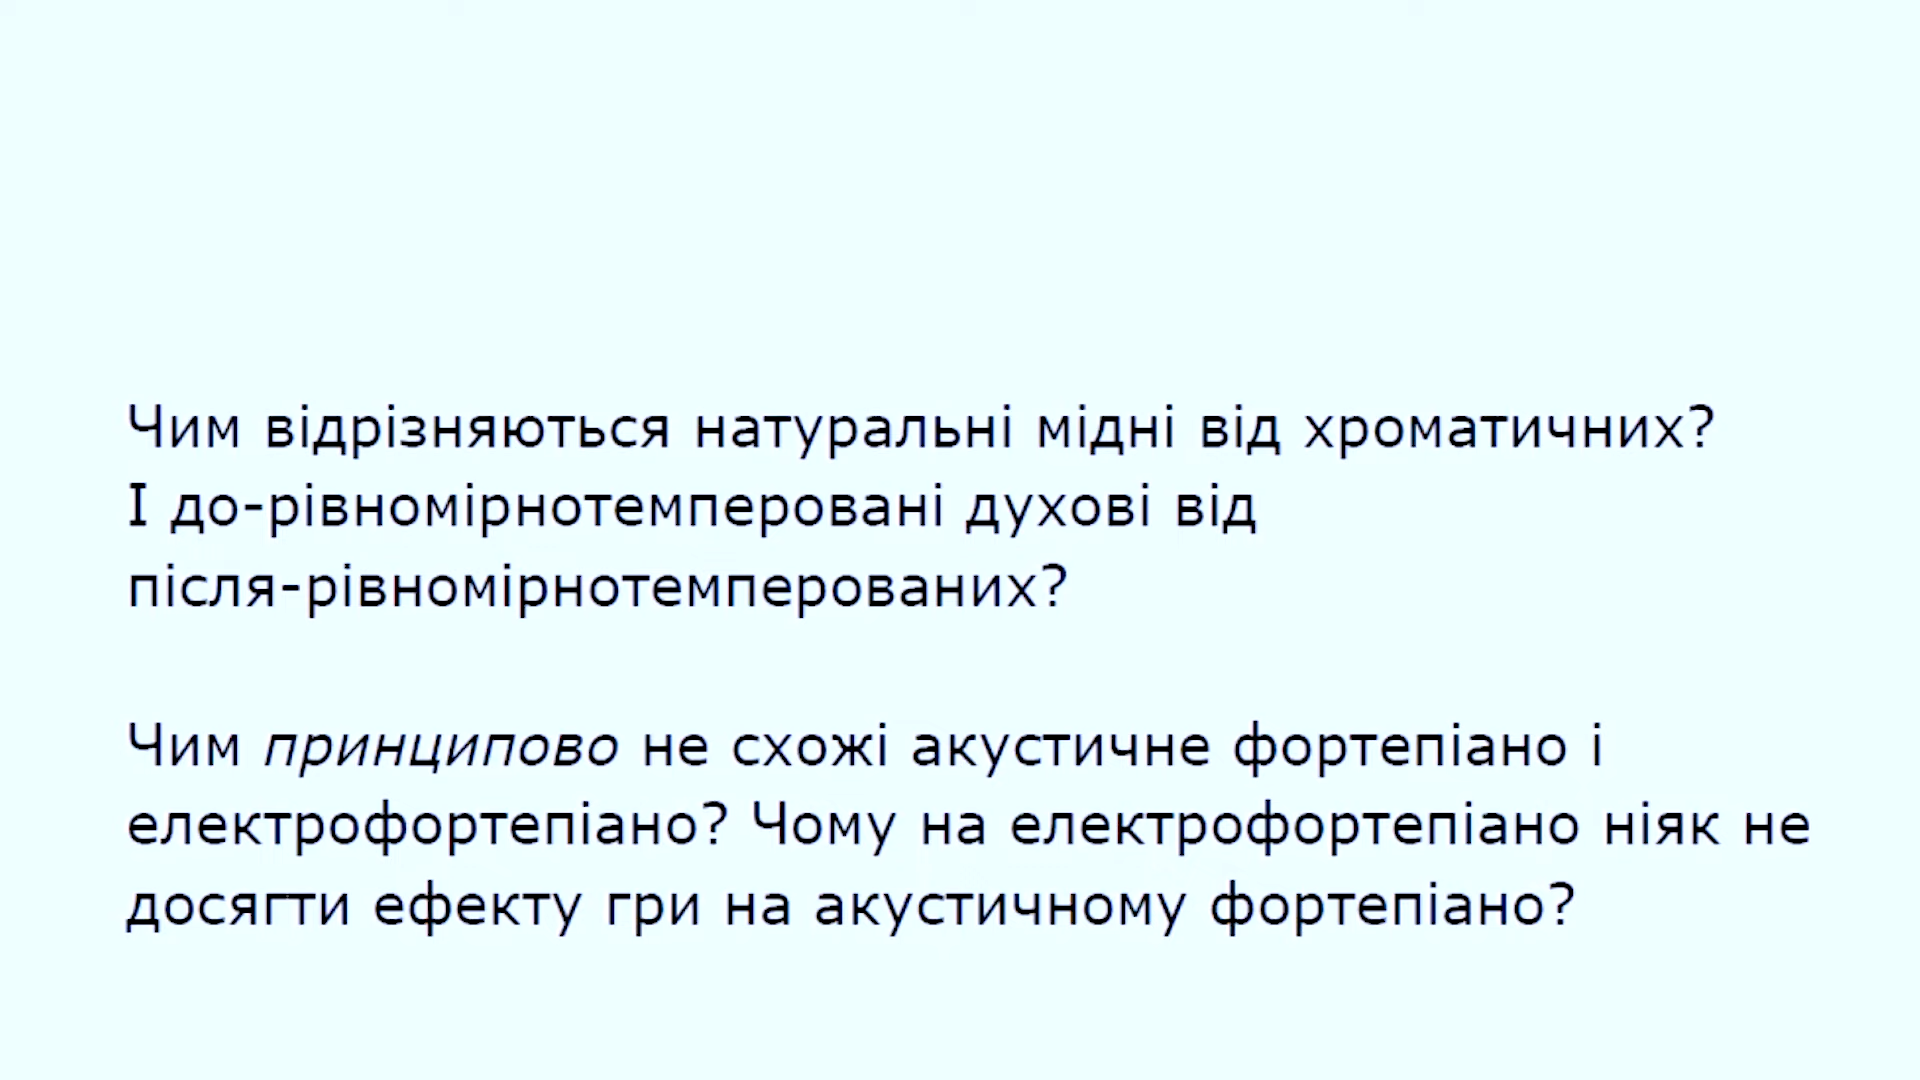 Чим відрізняються натуральні мідні від хроматичних?
І до-рівномірнотемперовані духові від
після-рівномірнотемперованих?
Чим принципово не схожі акустичне фортепіано і
електрофортепіано? Чому на електрофортепіано ніяк не
досягти ефекту гри на акустичному фортепіано?